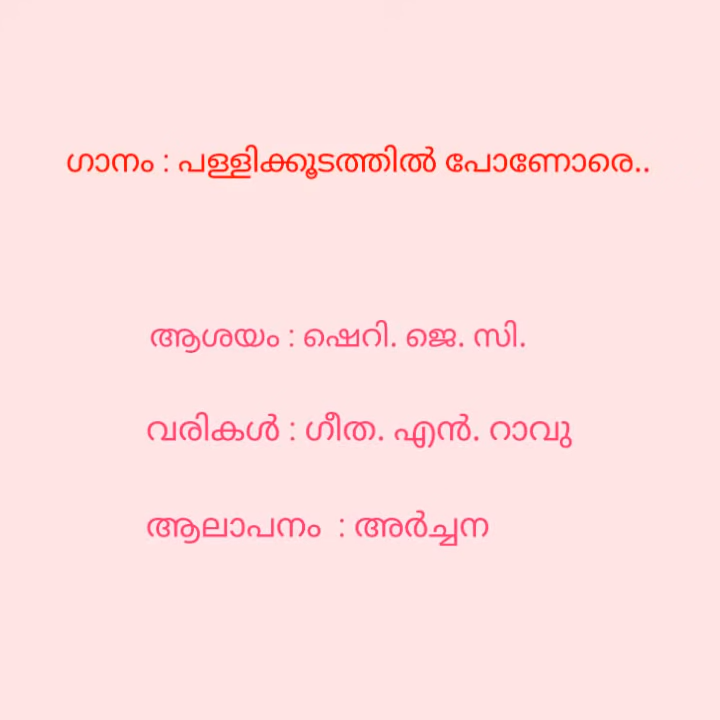 ഗാനം : പള്ളിക്കൂടത്തിൽ പോണോരെ..
ആശയം : ഷെറി. ജെ. സി.
വരികൾ : ഗീത. എൻ. റാവു
ആലാപനം : അർച്ചന